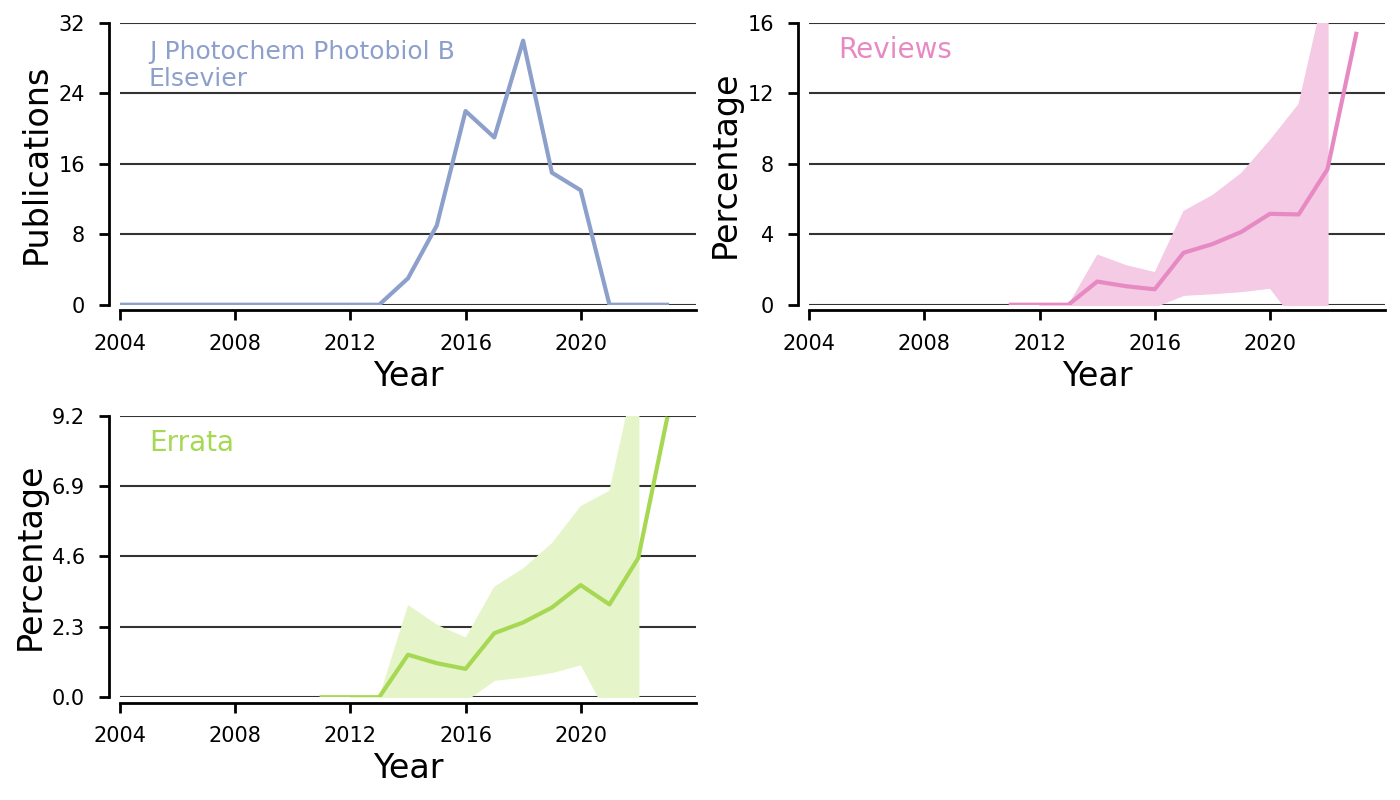 Publications
32
24
16
8
0
J Photochem Photobiol B
Elsevier
2004 2008 2012 2016 2020
Year
Percentage
16
12
8
4
0
Reviews
2004 2008 2012 2016 2020
Year
Percentage
9.2
6.9
4.6
2.3
0.0
Errata
2004 2008 2012 2016 2020
Year